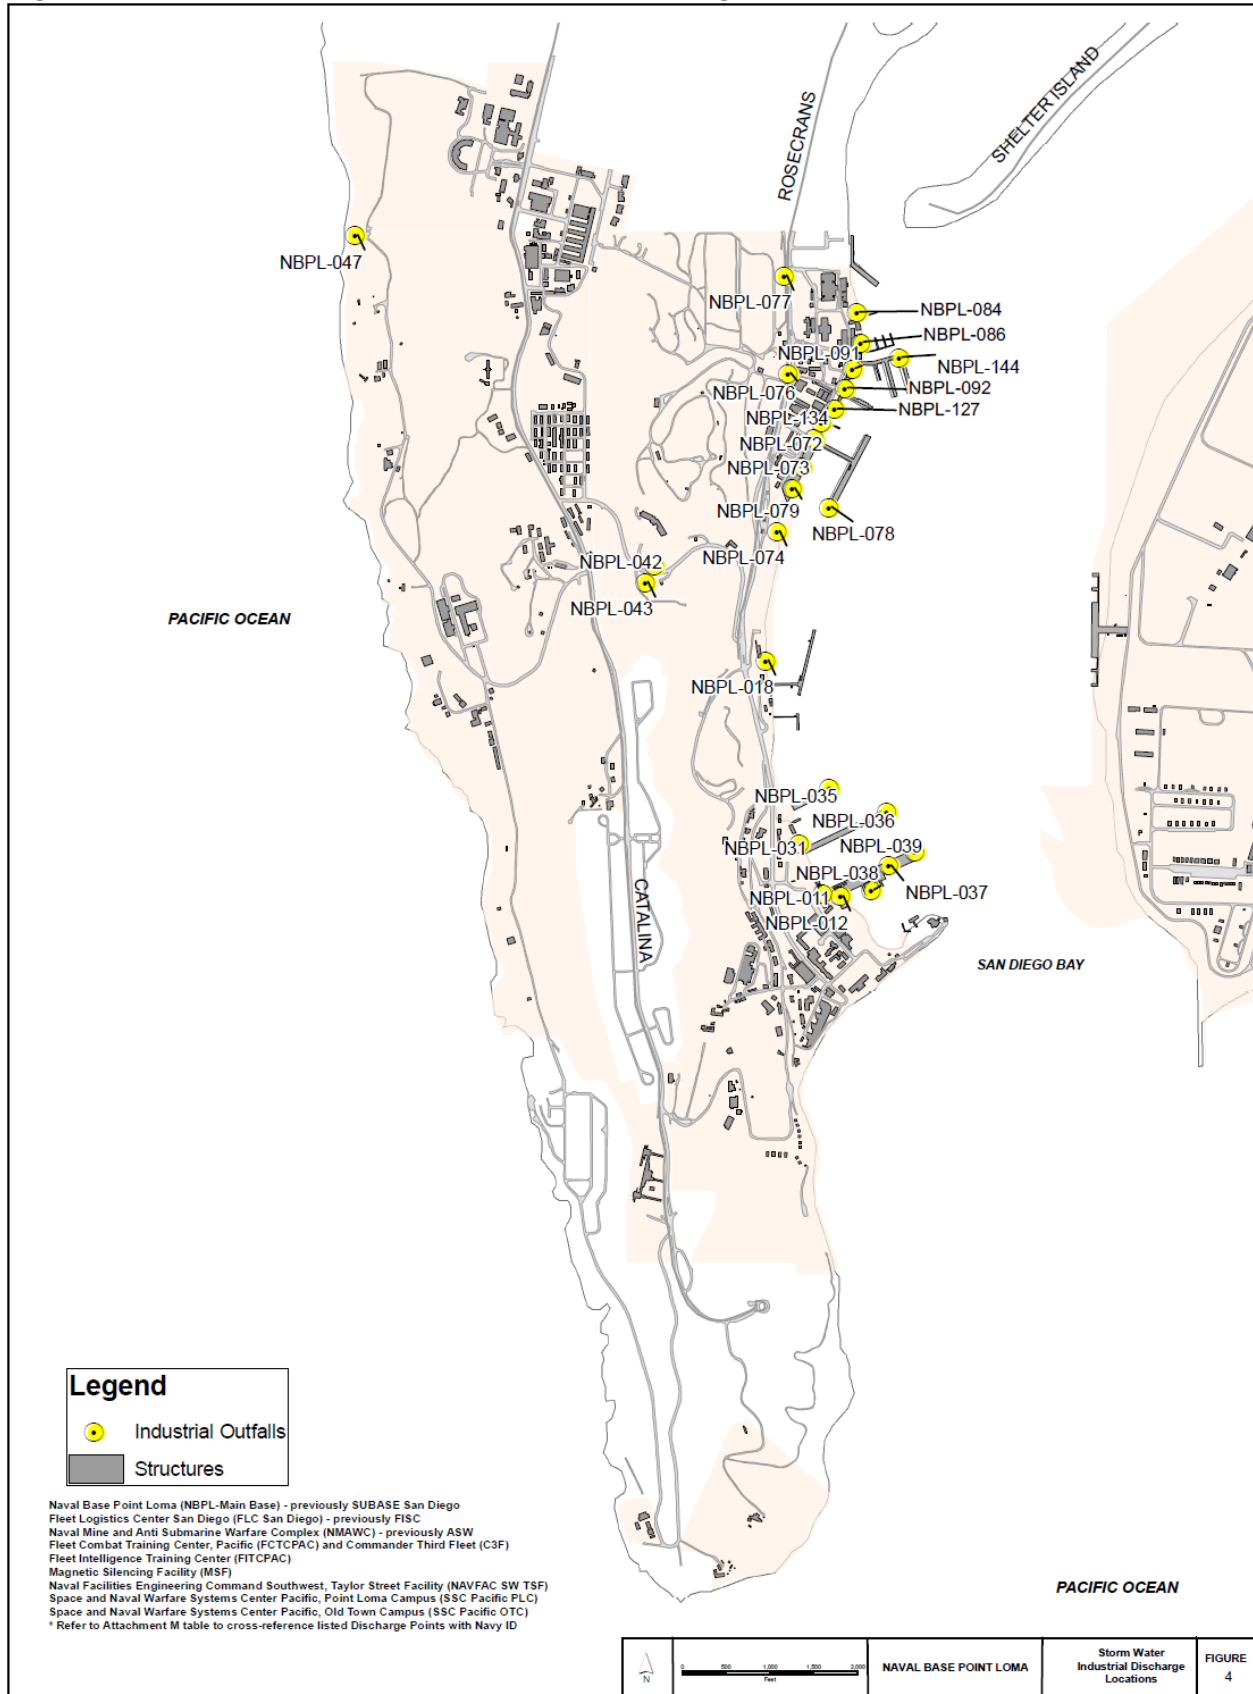 ROSECRANS
SHELTER ISLAND
NBPL-047
NBPL-077
NBPL-084
NBPL-086
NBPL-091
NBPL-144
NBPL-076
NBPL-092
NBPL-134
NBPL-127
NBPL-072
NBPL-073
NBPL-079
NBPL-078
NBPL-074
NBPL-042
NBPL-043
PACIFIC OCEAN
NBPL-018
NBPL-035
NBPL-036
NBPL-031
NBPL-039
NBPL-038
NBPL-037
NBPL-011
NBPL-012
CATALINA
SAN DIEGO BAY
Legend
Industrial Outfalls
Structures
Naval Base Point Loma (NBPL-Main Base) - previously SUBASE San Diego
Fleet Logistics Center San Diego (FLC San Diego) - previously FISC
Naval Mine and Anti Submarine Warfare Complex (NMAWC) - previously ASW
Fleet Combat Training Center, Pacific (FCTCPAC) and Commander Third Fleet (C3F)
Fleet Intelligence Training Center (FITCPAC)
Magnetic Silencing Facility (MSF)
Naval Facilities Engineering Command Southwest, Taylor Street Facility (NAVFAC SW TSF)
Space and Naval Warfare Systems Center Pacific, Point Loma Campus (SSC Pacific PLC)
Space and Naval Warfare Systems Center Pacific, Old Town Campus (SSC Pacific OTC)
* Refer to Attachment M table to cross-reference listed Discharge Points with Navy ID
PACIFIC OCEAN
N
0 500 1,000 1,500 2,000
Feet
NAVAL BASE POINT LOMA
Storm Water
Industrial Discharge
Locations
FIGURE
4